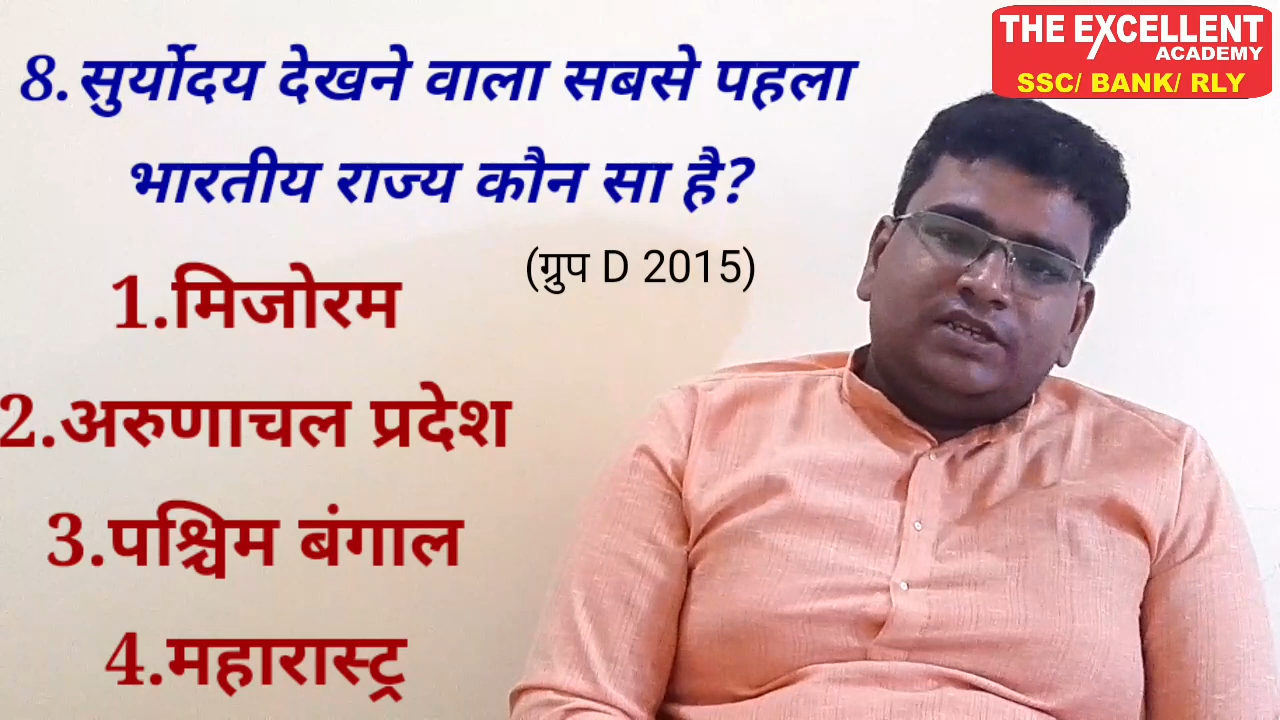 THE EXCELLENT
ACADEMY
SSC/ BANK/ RLY
8.सुर्योदय देखने वाला सबसे पहला
भारतीय राज्य कौन सा है?
(ग्रुप D 2015)
1.मिजोरम
2.अरुणाचल प्रदेश
3.पश्चिम बंगाल
4.महारास्ट्र